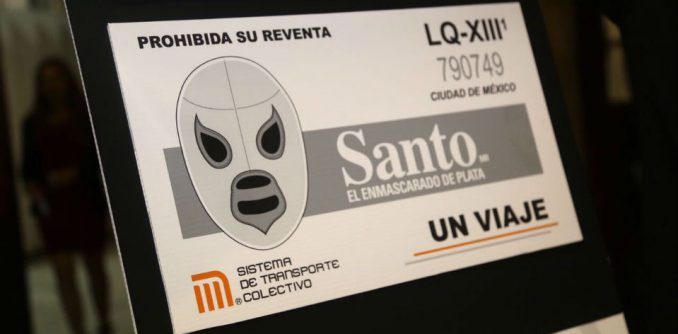 PROHIBIDA SU REVENTA
LQ-XIII¹
790749
CIUDAD DE MÉXICO
Santo MR
EL ENMASCARADO DE PLATA
UN VIAJE
SISTEMA
DE TRANSPORTE
® COLECTIVO